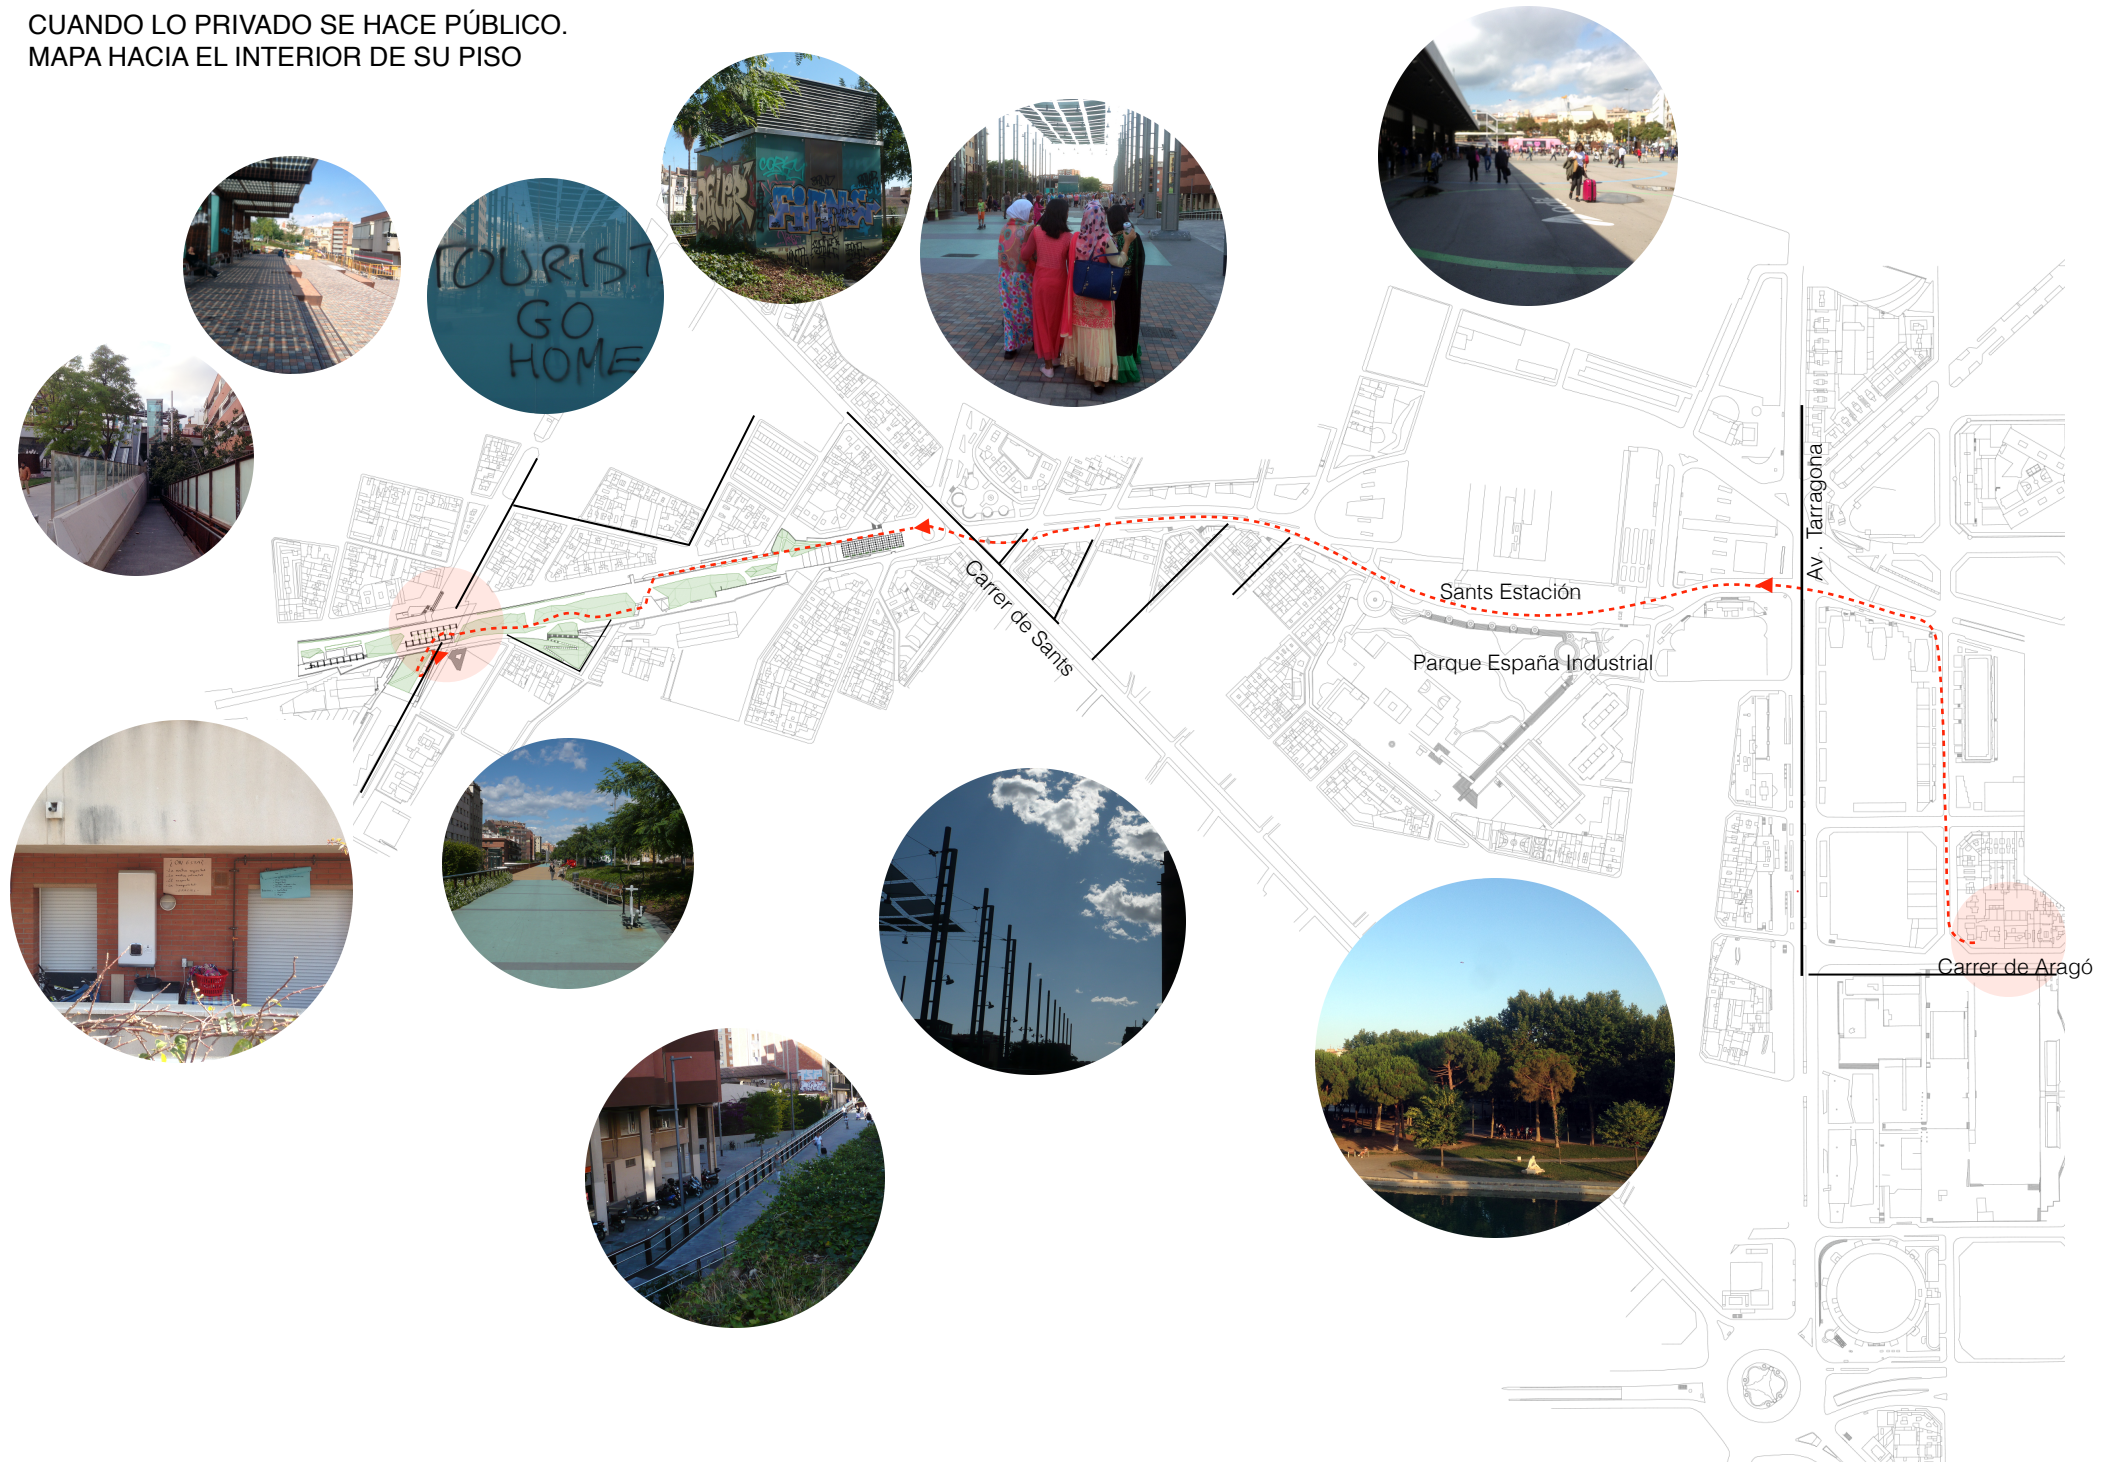 CUANDO LO PRIVADO SE HACE PÚBLICO.
MAPA HACIA EL INTERIOR DE SU PISO
TOURIST
GO
HOME
Av . Tarragona
Carrer de Sants
Sants Estación
Parque España Industrial
Carrer de Aragó